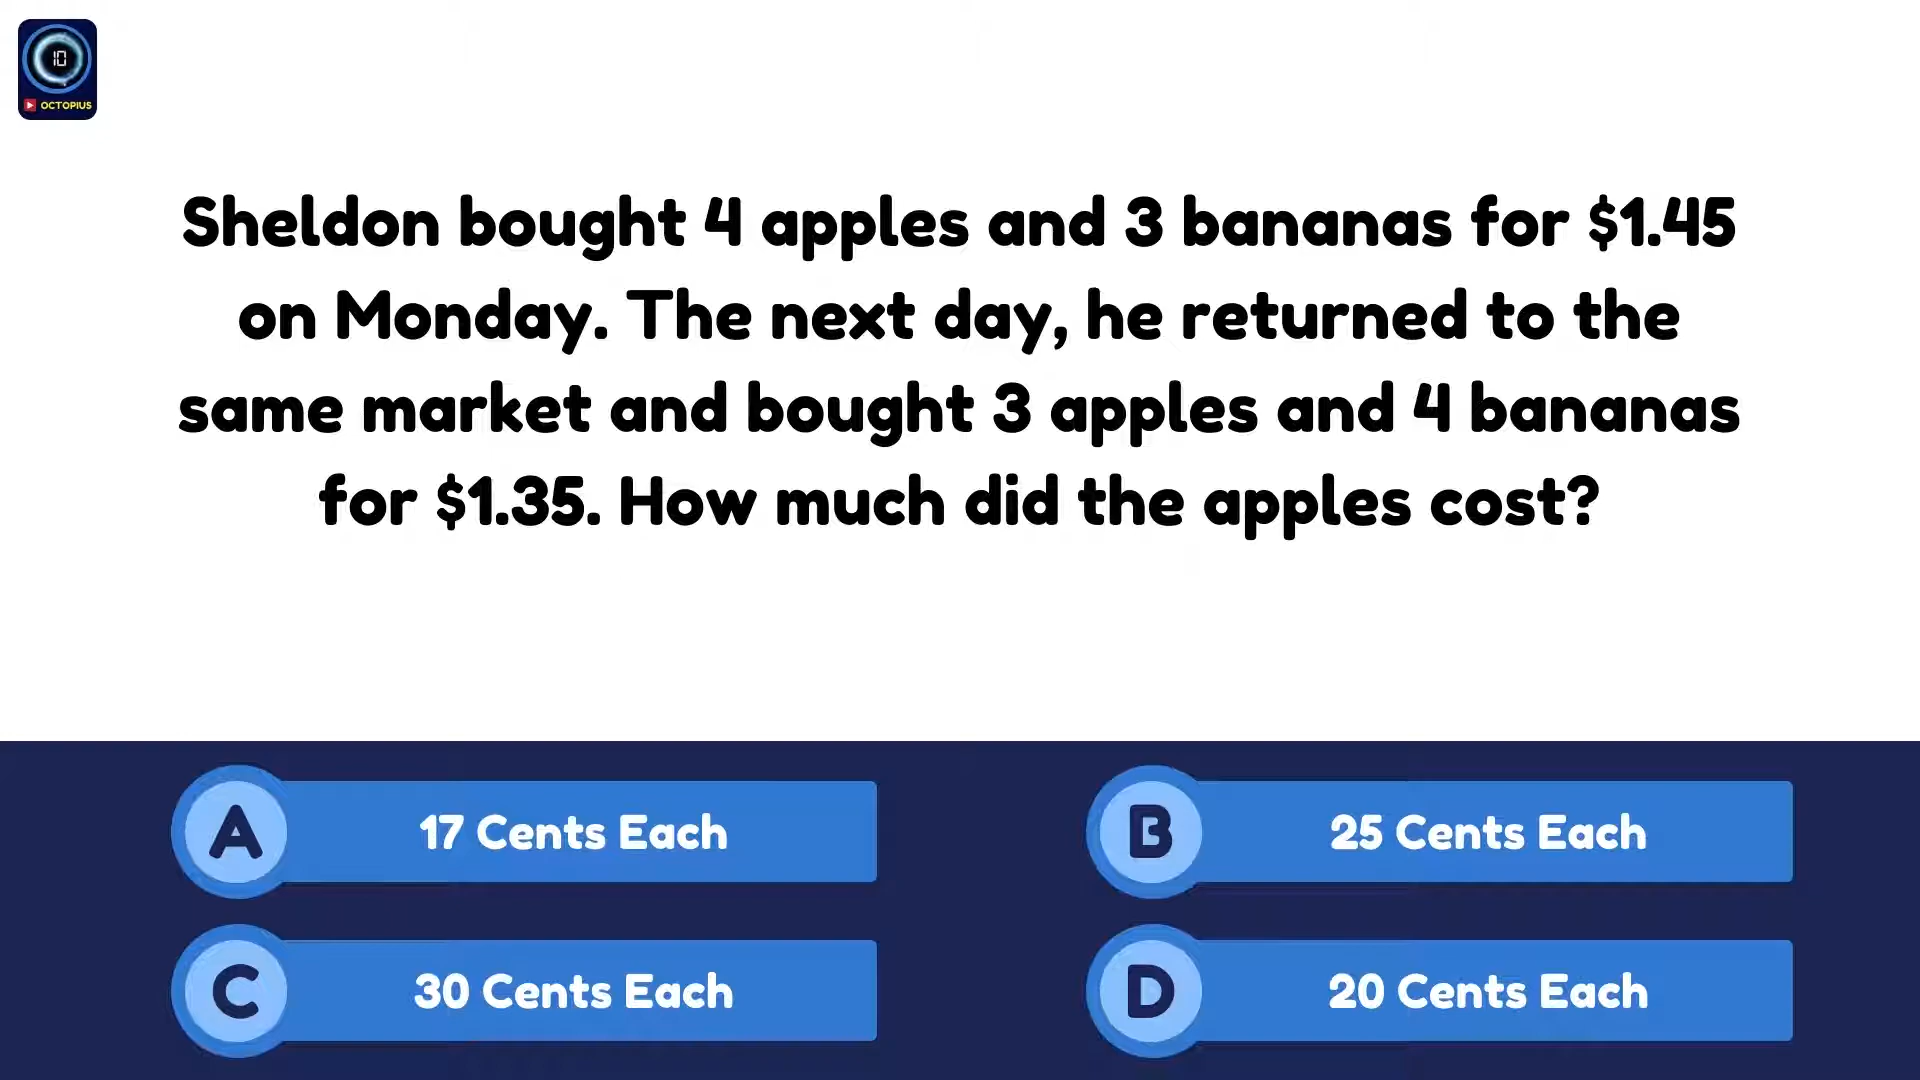 10
OCTOPIUS
Sheldon bought 4 apples and 3 bananas for $1.45
on Monday. The next day, he returned to the
same market and bought 3 apples and 4 bananas
for $1.35. How much did the apples cost?
A 17 Cents Each
B 25 Cents Each
C 30 Cents Each
D 20 Cents Each